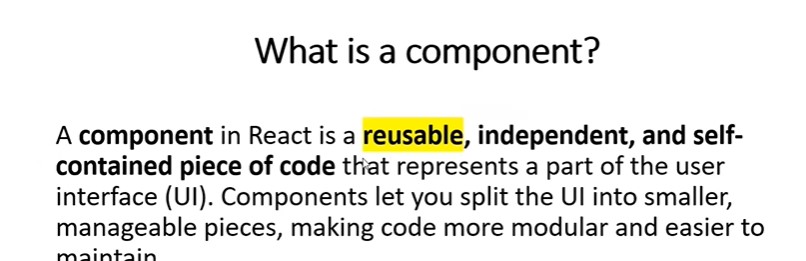 What is a component?
A component in React is a reusable, independent, and self-
contained piece of code that represents a part of the user
interface (UI). Components let you split the UI into smaller,
manageable pieces, making code more modular and easier to
maintain.